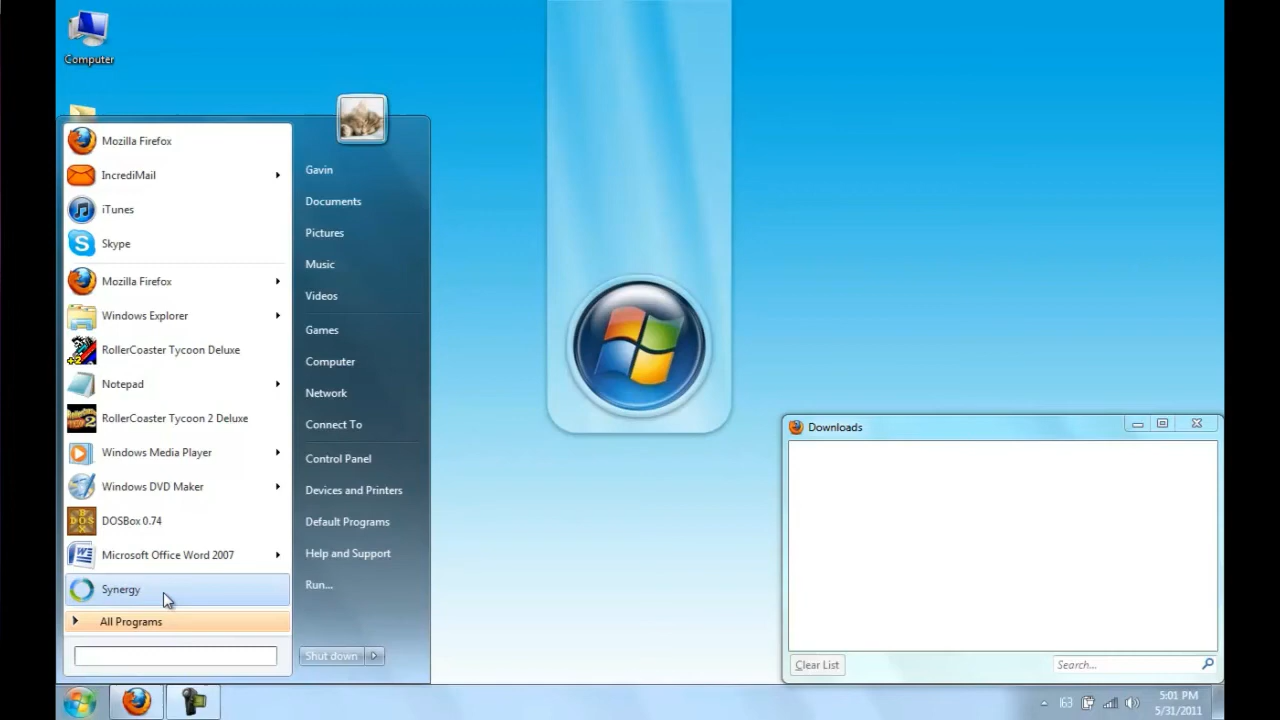 Computer
Mozilla Firefox
IncrediMail
iTunes
Skype
Mozilla Firefox
Windows Explorer
RollerCoaster Tycoon Deluxe
Notepad
RollerCoaster Tycoon 2 Deluxe
Windows Media Player
Windows DVD Maker
DOSBox 0.74
Microsoft Office Word 2007
Synergy
All Programs
Gavin
Documents
Pictures
Music
Videos
Games
Computer
Network
Connect To
Control Panel
Devices and Printers
Default Programs
Help and Support
Run...
Shut down
Downloads
Clear List
Search...
163
5:01 PM
5/31/2011